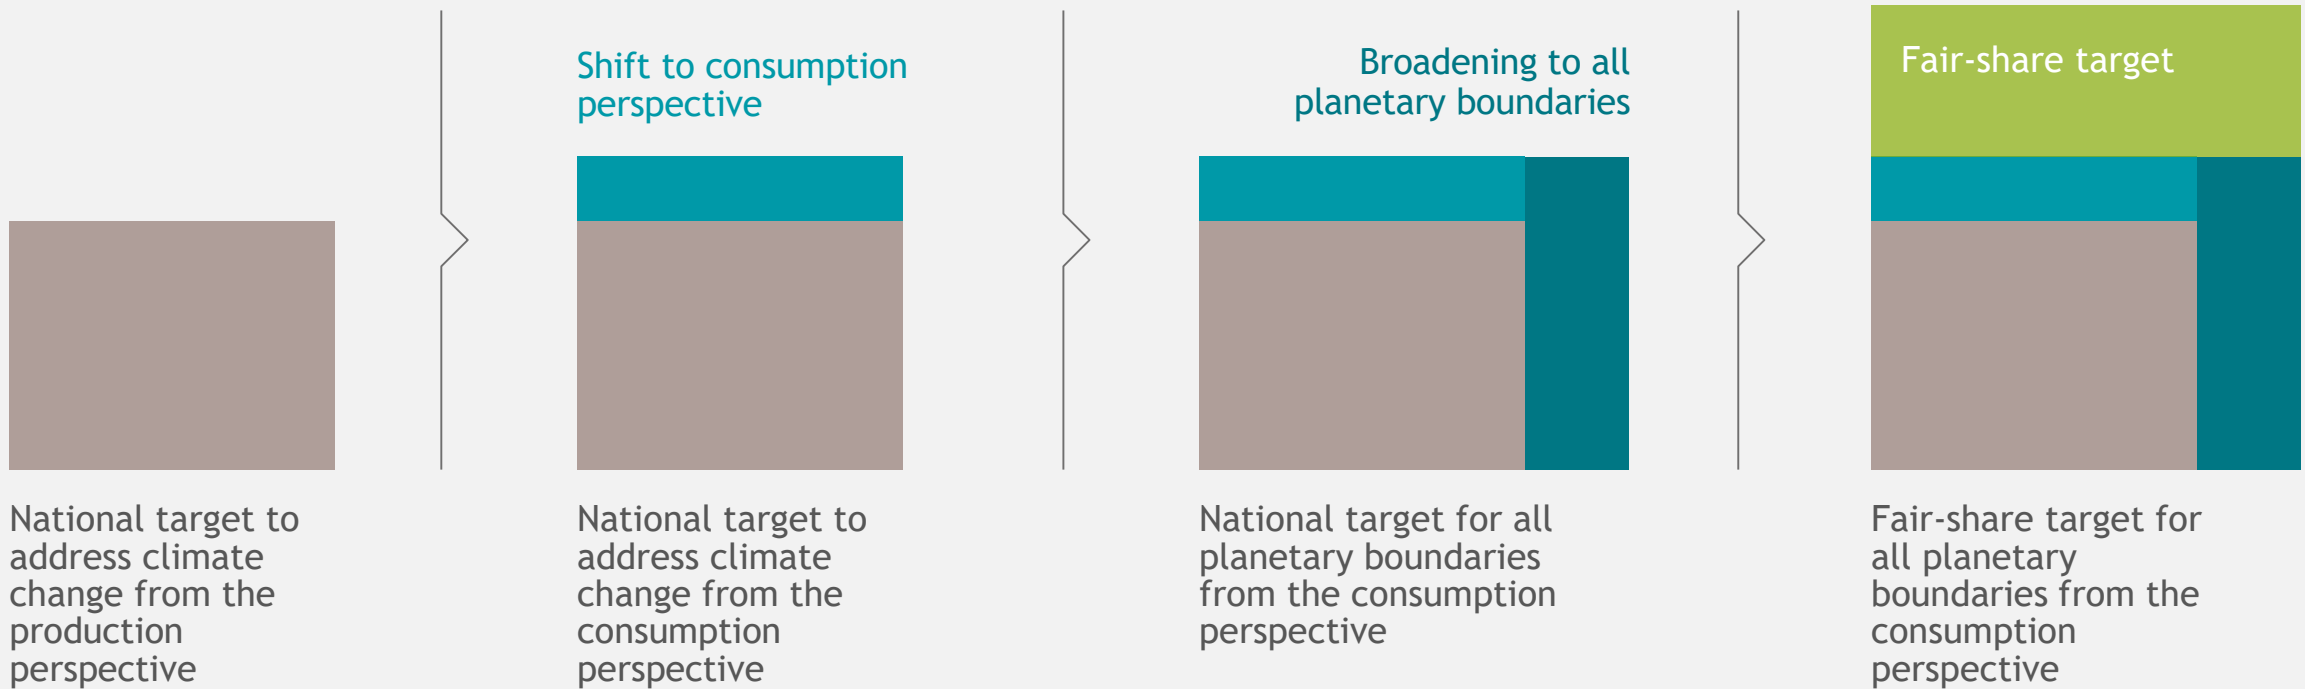 Shift to consumption
perspective
Broadening to all
planetary boundaries
Fair-share target
National target to
address climate
change from the
production
perspective
National target to
address climate
change from the
consumption
perspective
National target for all
planetary boundaries
from the consumption
perspective
Fair-share target for
all planetary
boundaries from the
consumption
perspective